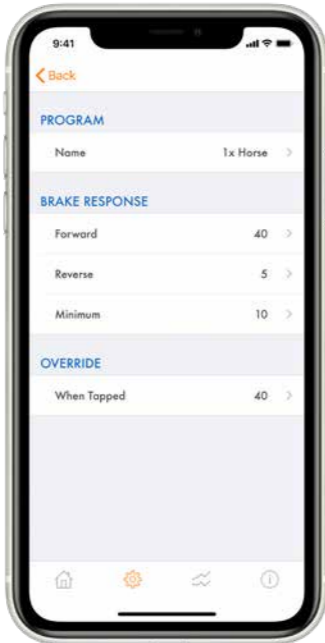 9:41
Back
PROGRAM
Name 1x Horse
BRAKE RESPONSE
Forward 40
Reverse 5
Minimum 10
OVERRIDE
When Tapped 40